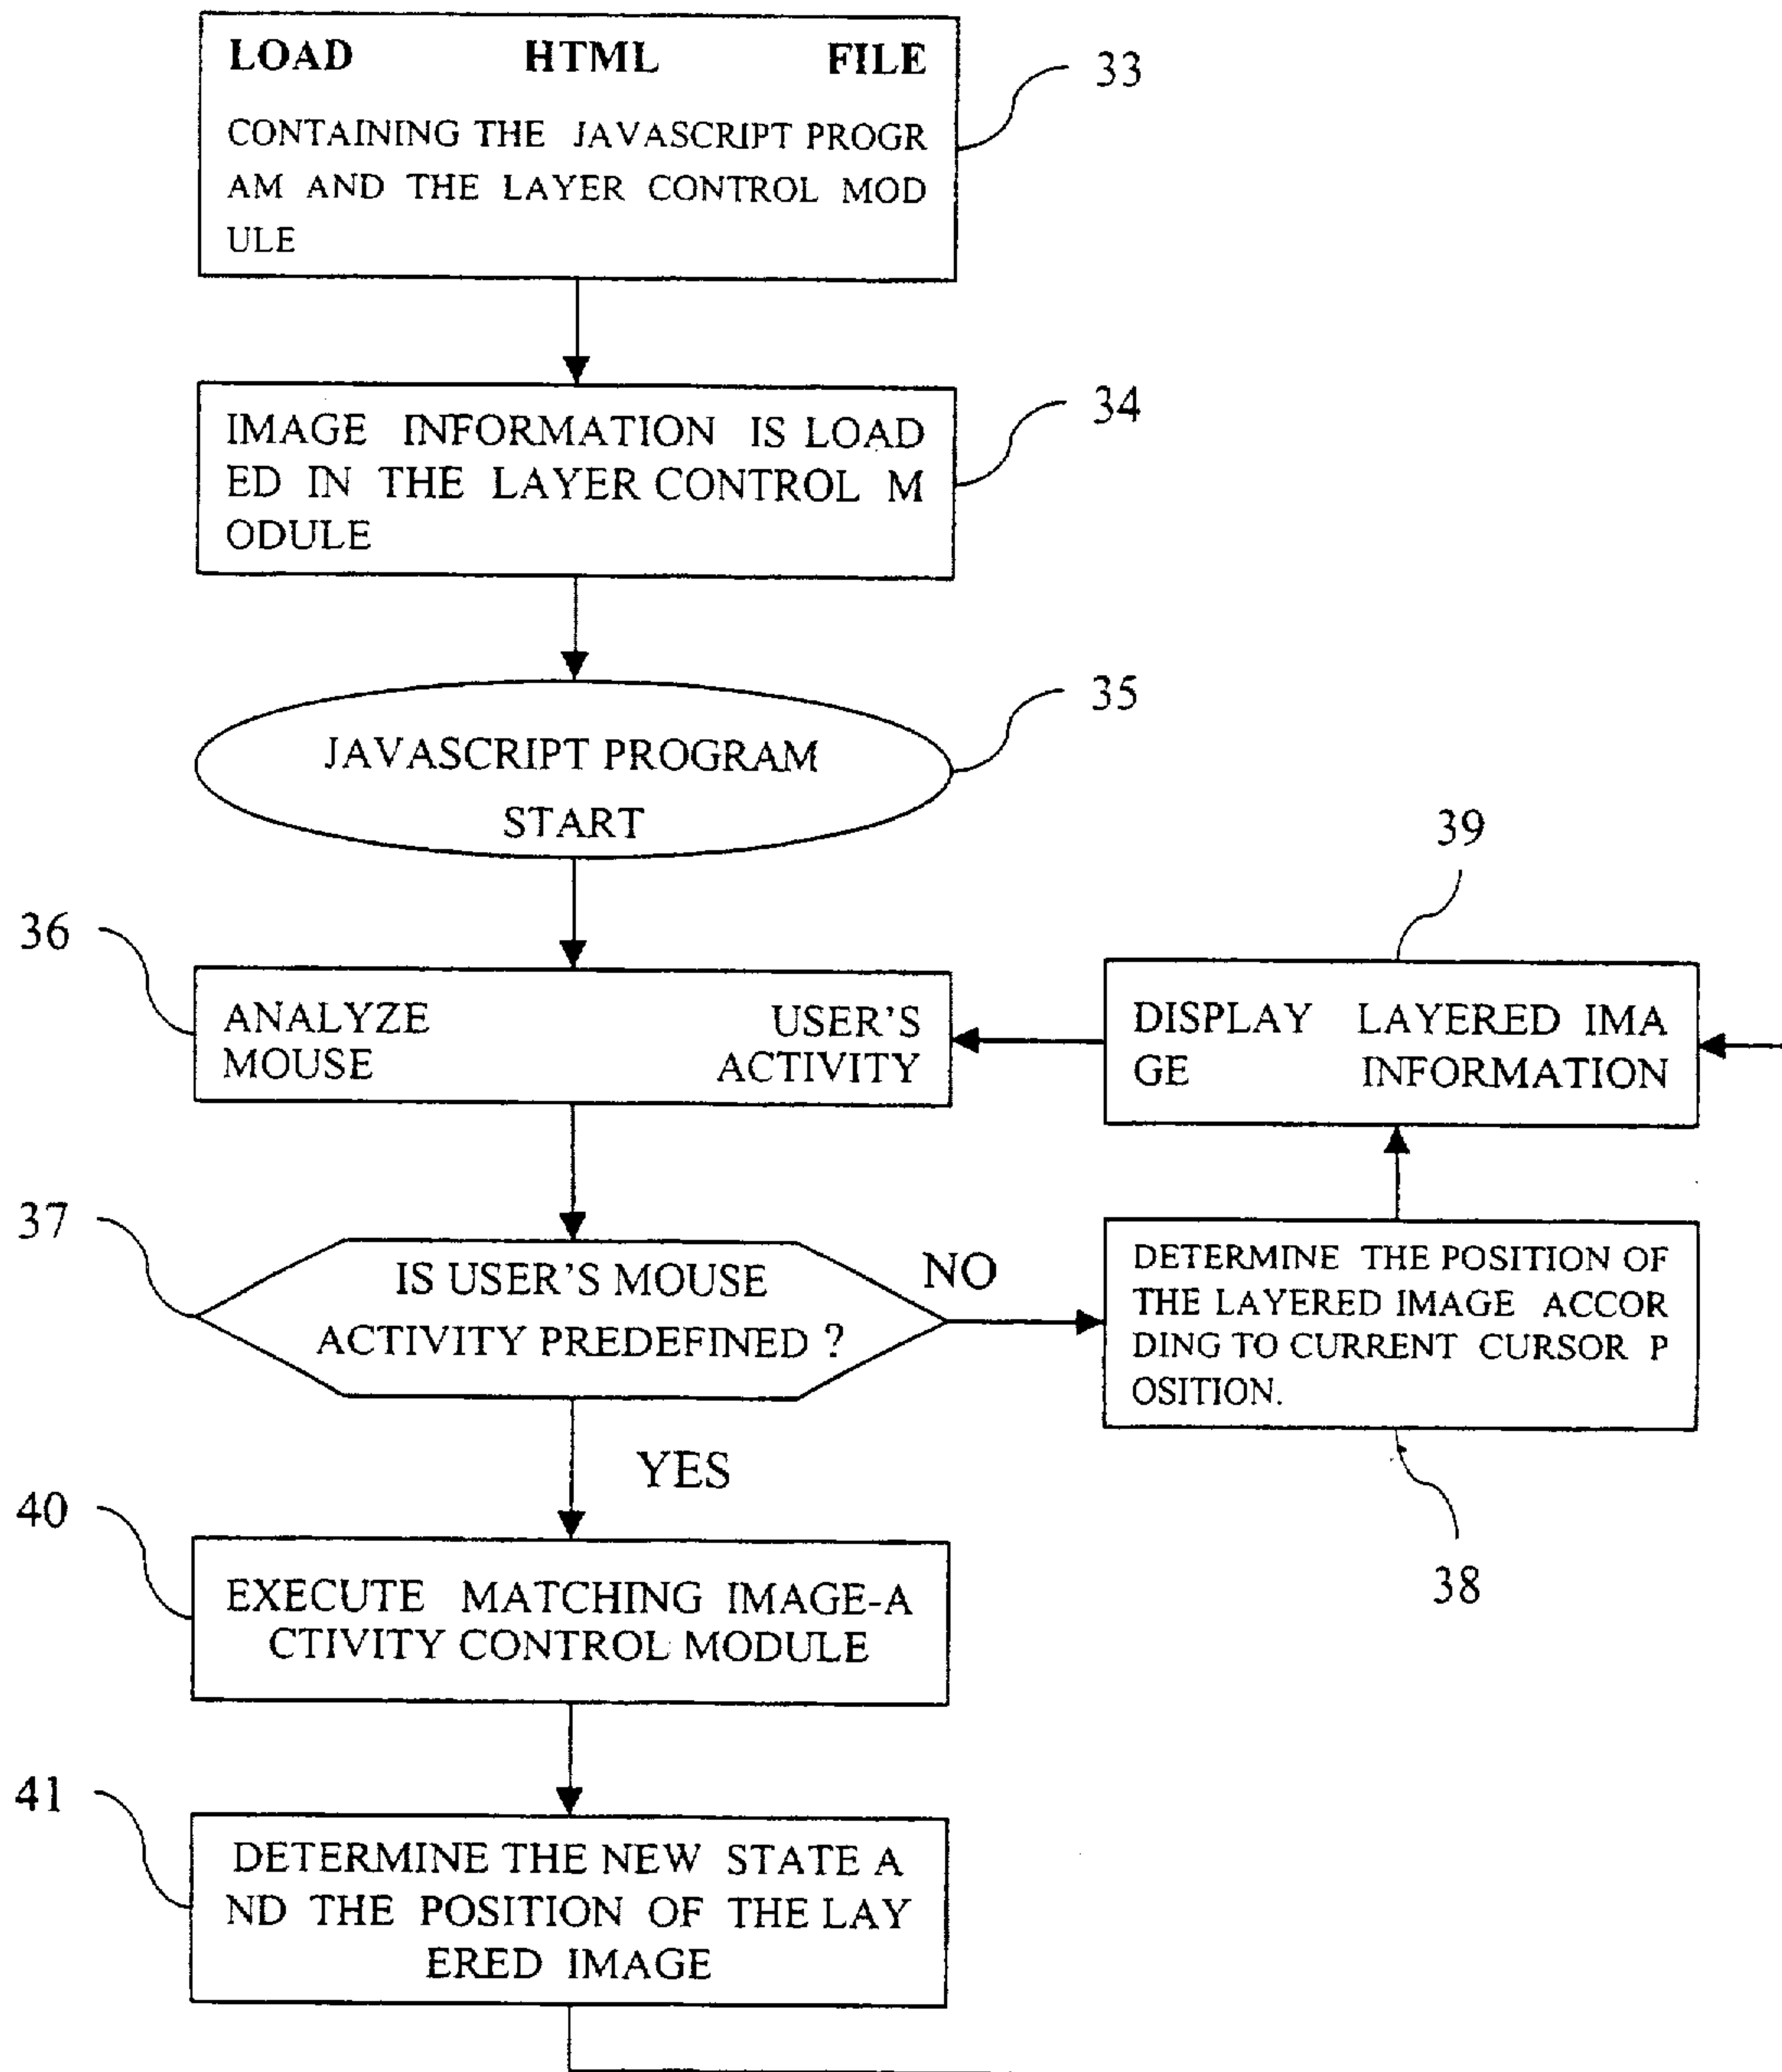 LOAD HTML FILE
CONTAINING THE JAVASCRIPT PROGR
AM AND THE LAYER CONTROL MOD
ULE
33
IMAGE INFORMATION IS LOAD
ED IN THE LAYER CONTROL M
ODULE
34
JAVASCRIPT PROGRAM
START
35
36
ANALYZE USER'S
MOUSE ACTIVITY
39
DISPLAY LAYERED IMA
GE INFORMATION
37
IS USER'S MOUSE
ACTIVITY PREDEFINED ?
NO
DETERMINE THE POSITION OF
THE LAYERED IMAGE ACCOR
DING TO CURRENT CURSOR P
OSITION.
38
YES
40
EXECUTE MATCHING IMAGE-A
CTIVITY CONTROL MODULE
41
DETERMINE THE NEW STATE A
ND THE POSITION OF THE LAY
ERED IMAGE